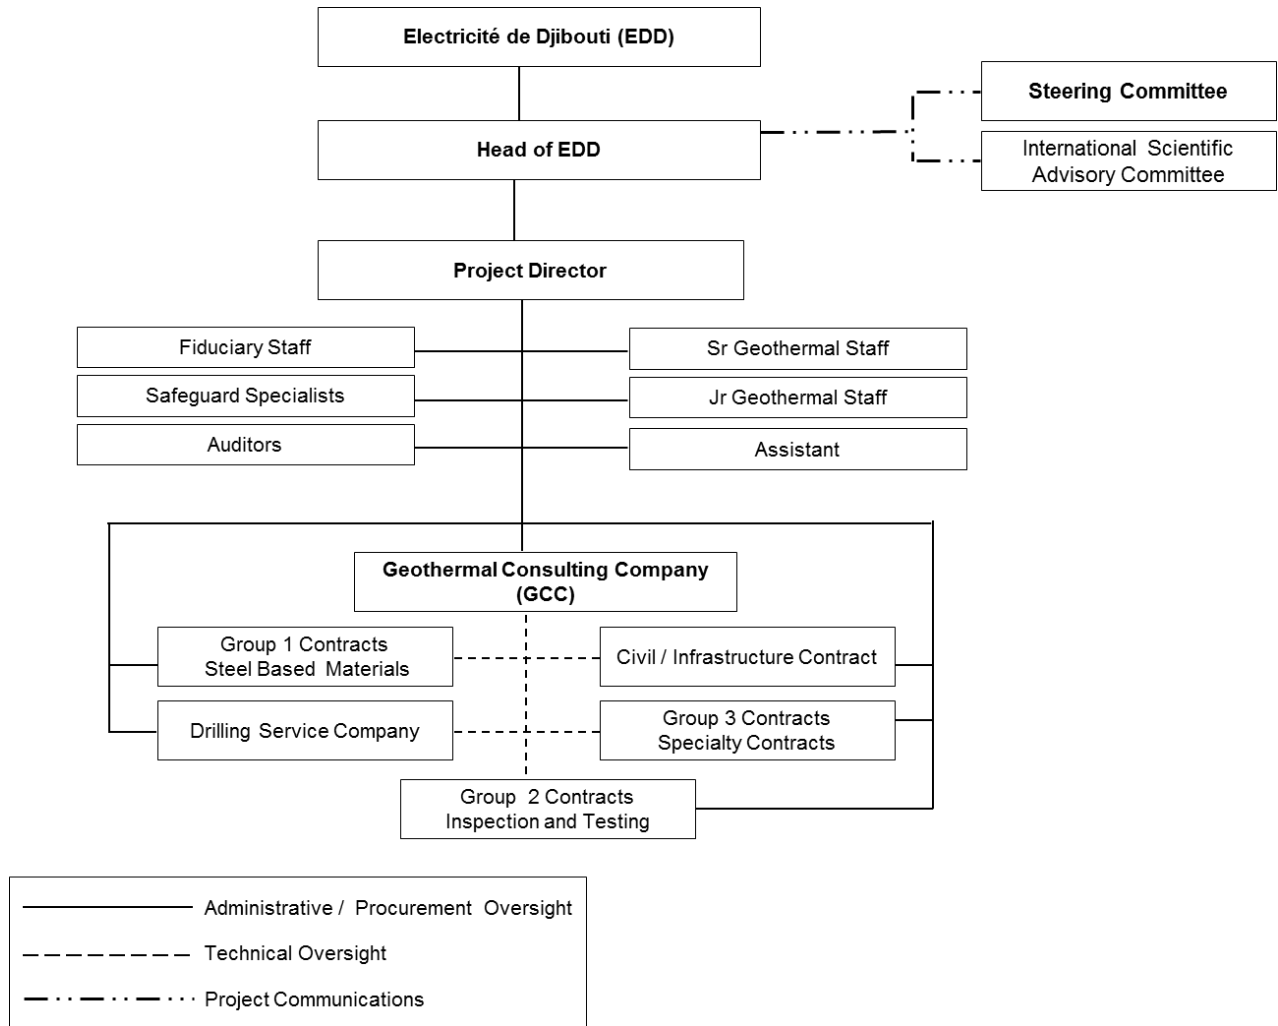 Electricité de Djibouti (EDD)
Steering Committee
Head of EDD
International Scientific
Advisory Committee
Project Director
Fiduciary Staff
Sr Geothermal Staff
Safeguard Specialists
Jr Geothermal Staff
Auditors
Assistant
Geothermal Consulting Company
(GCC)
Group 1 Contracts
Steel Based Materials
Civil / Infrastructure Contract
Drilling Service Company
Group 3 Contracts
Specialty Contracts
Group 2 Contracts
Inspection and Testing
Administrative / Procurement Oversight
Technical Oversight
Project Communications